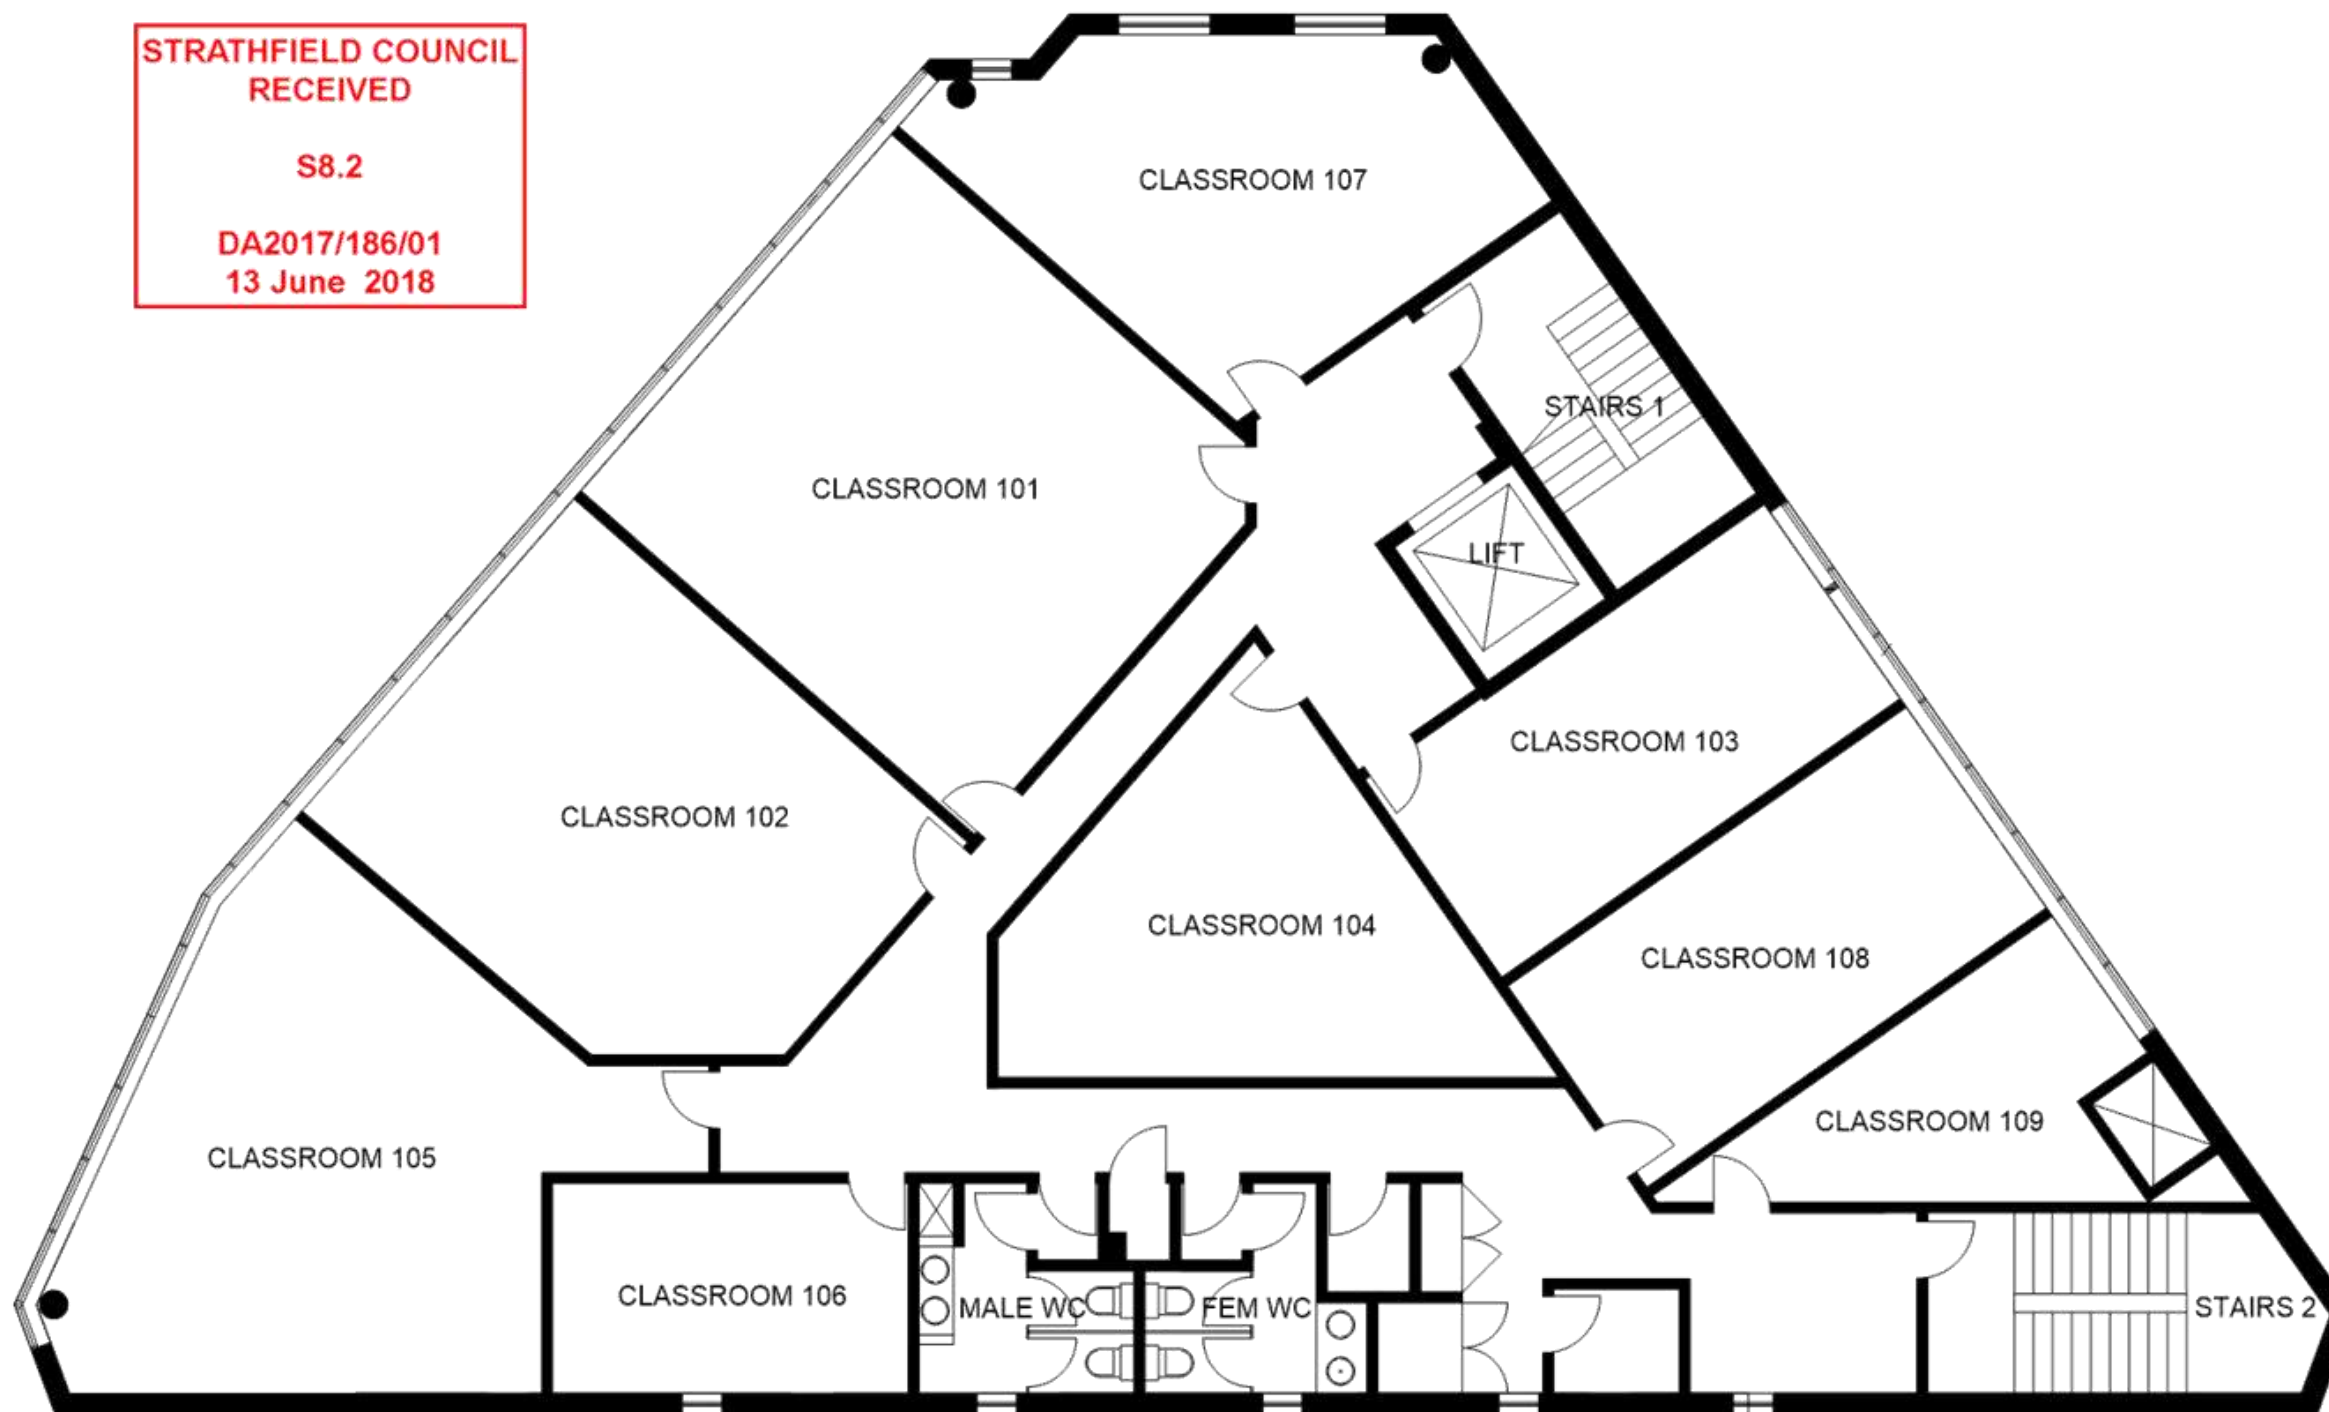 STRATHFIELD COUNCIL
RECEIVED
S8.2
DA2017/186/01
13 June 2018
CLASSROOM 107
STAIRS 1
CLASSROOM 101
LIFT
CLASSROOM 103
CLASSROOM 102
CLASSROOM 104
CLASSROOM 108
CLASSROOM 109
CLASSROOM 105
CLASSROOM 106
MALE WC
FEM WC
STAIRS 2